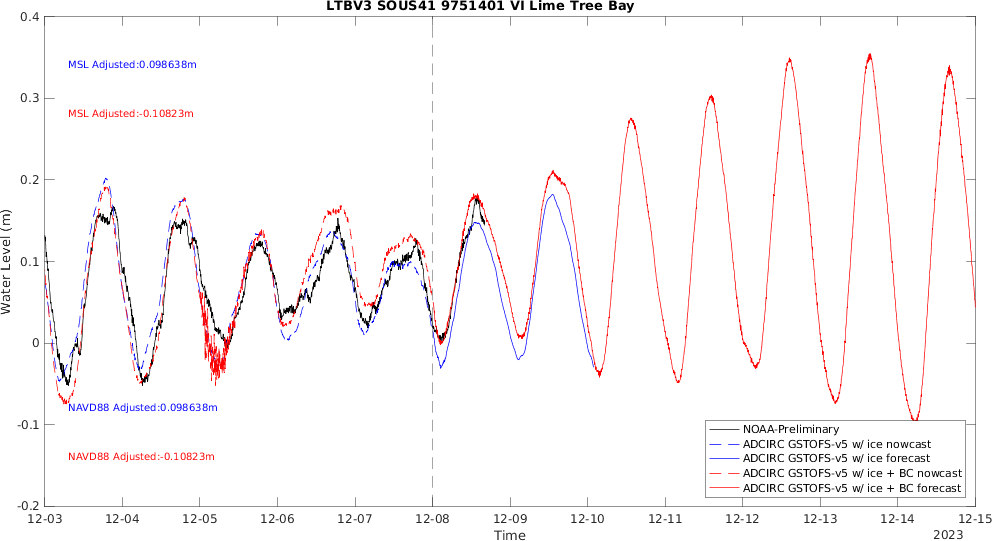 LTBV3 SOUS41 9751401 VI Lime Tree Bay
0.4
MSL Adjusted:0.098638m
0.3
MSL Adjusted:-0.10823m
0.2
Water Level (m)
0.1
0
NAVD88 Adjusted:0.098638m
-0.1
NAVD88 Adjusted:-0.10823m
NOAA-Preliminary
ADCIRC GSTOFS-v5 w/ ice nowcast
ADCIRC GSTOFS-v5 w/ ice forecast
ADCIRC GSTOFS-v5 w/ ice + BC nowcast
ADCIRC GSTOFS-v5 w/ ice + BC forecast
-0.2
12-03 12-04 12-05 12-06 12-07 12-08 12-09 12-10 12-11 12-12 12-13 12-14 12-15
Time
2023